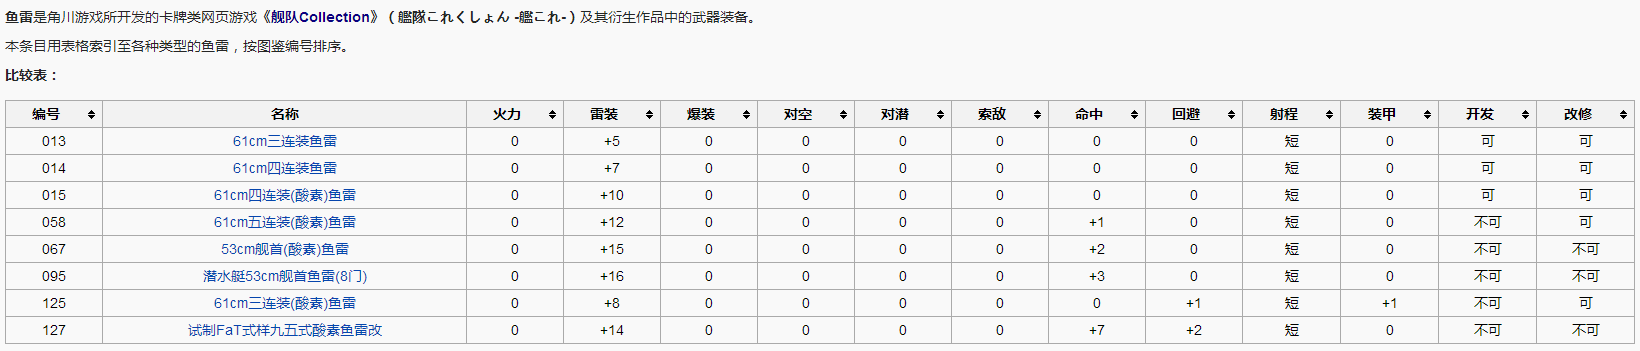 鱼雷是角川游戏所开发的卡牌类网页游戏《舰队Collection》(艦隊これくしょん -艦これ-)及其衍生作品中的武器装备。
本条目用表格索引至各种类型的鱼雷，按图鉴编号排序。
比较表：
编号 名称 火力 雷装 爆装 对空 对潜 索敌 命中 回避 射程 装甲 开发 改修
013 61cm三连装鱼雷 0 +5 0 0 0 0 0 0 短 0 可 可
014 61cm四连装鱼雷 0 +7 0 0 0 0 0 0 短 0 可 可
015 61cm四连装(酸素)鱼雷 0 +10 0 0 0 0 0 0 短 0 可 可
058 61cm五连装(酸素)鱼雷 0 +12 0 0 0 0 +1 0 短 0 不可 可
067 53cm舰首(酸素)鱼雷 0 +15 0 0 0 0 +2 0 短 0 不可 不可
095 潜水艇53cm舰首鱼雷(8门) 0 +16 0 0 0 0 +3 0 短 0 不可 不可
125 61cm三连装(酸素)鱼雷 0 +8 0 0 0 0 0 +1 短 +1 不可 可
127 试制FaT式样九五式酸素鱼雷改 0 +14 0 0 0 0 +7 +2 短 0 不可 不可